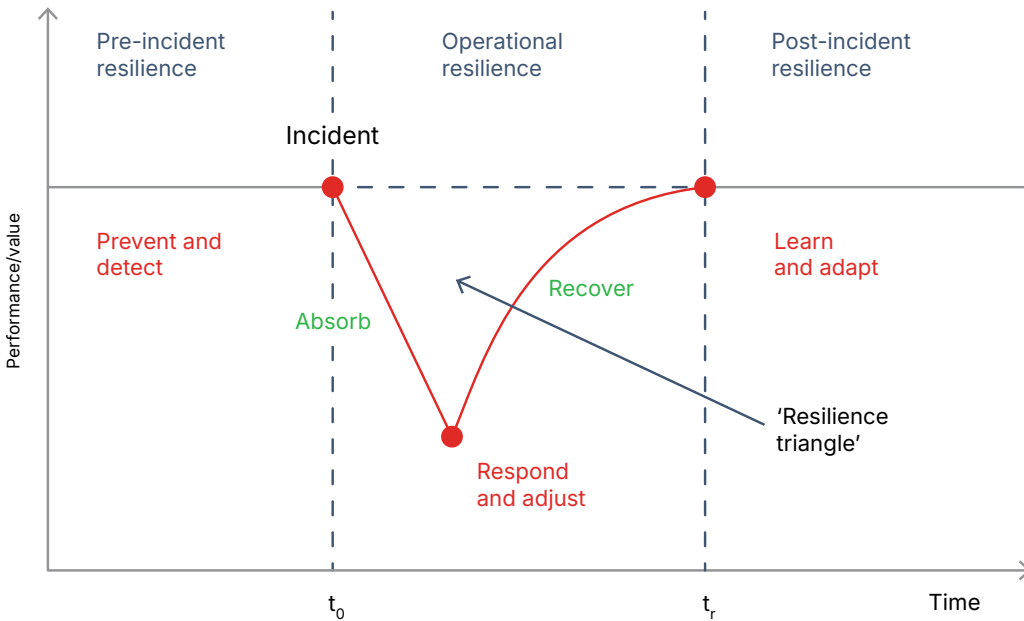 Pre-incident
resilience
Operational
resilience
Post-incident
resilience
Incident
Performance/value
Prevent and
detect
Learn
and adapt
Recover
Absorb
‘Resilience
triangle’
Respond
and adjust
t0
tr
Time